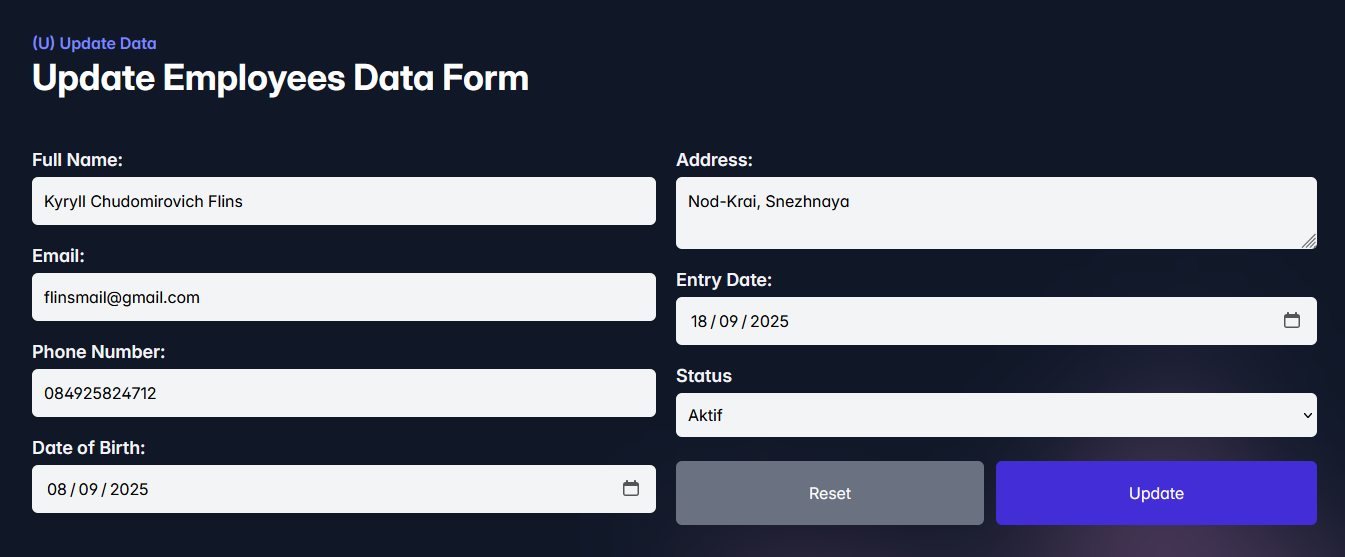 (U) Update Data
Update Employees Data Form
Full Name:
Kyryll Chudomirovich Flins
Email:
flinsmail@gmail.com
Phone Number:
084925824712
Date of Birth:
08/09/2025
Address:
Nod-Krai, Snezhnaya
Entry Date:
18/09/2025
Status
Aktif
Reset
Update